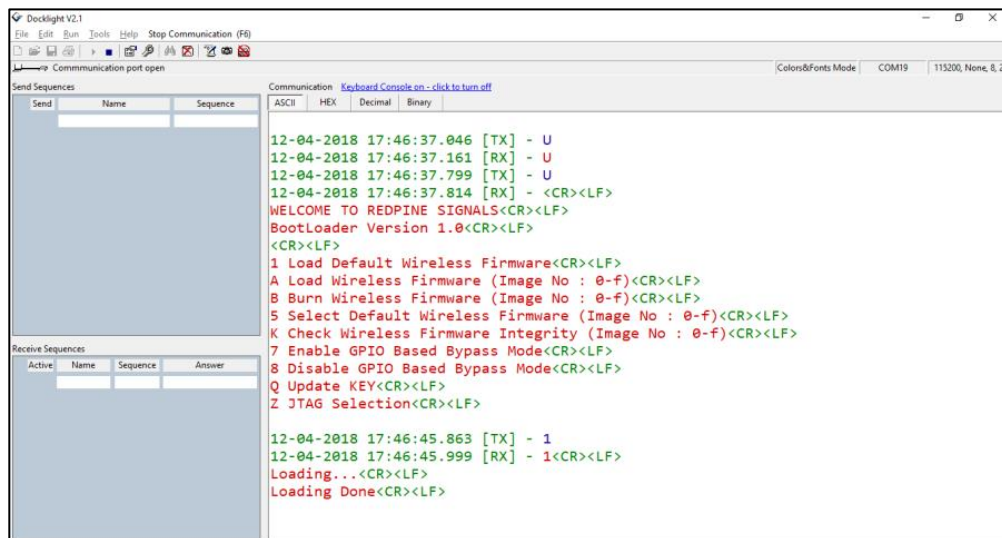 Docklight V2.1
File Edit Run Tools Help Stop Communication (F6)
Commmunication port open
Colors&Fonts Mode COM19 115200, None, 8, 2
Send Sequences
Send Name Sequence
Communication Keyboard Console on - click to turn off
ASCII HEX Decimal Binary
12-04-2018 17:46:37.046 [TX] - U
12-04-2018 17:46:37.161 [RX] - U
12-04-2018 17:46:37.799 [TX] - U
12-04-2018 17:46:37.814 [RX] - <CR><LF>
WELCOME TO REDPINE SIGNALS<CR><LF>
BootLoader Version 1.0<CR><LF>
<CR><LF>
1 Load Default Wireless Firmware<CR><LF>
A Load Wireless Firmware (Image No : 0-f)<CR><LF>
B Burn Wireless Firmware (Image No : 0-f)<CR><LF>
5 Select Default Wireless Firmware (Image No : 0-f)<CR><LF>
K Check Wireless Firmware Integrity (Image No : 0-f)<CR><LF>
7 Enable GPIO Based Bypass Mode<CR><LF>
8 Disable GPIO Based Bypass Mode<CR><LF>
Q Update KEY<CR><LF>
Z JTAG Selection<CR><LF>
12-04-2018 17:46:45.863 [TX] - 1
12-04-2018 17:46:45.999 [RX] - 1<CR><LF>
Loading...<CR><LF>
Loading Done<CR><LF>
Receive Sequences
Active Name Sequence Answer